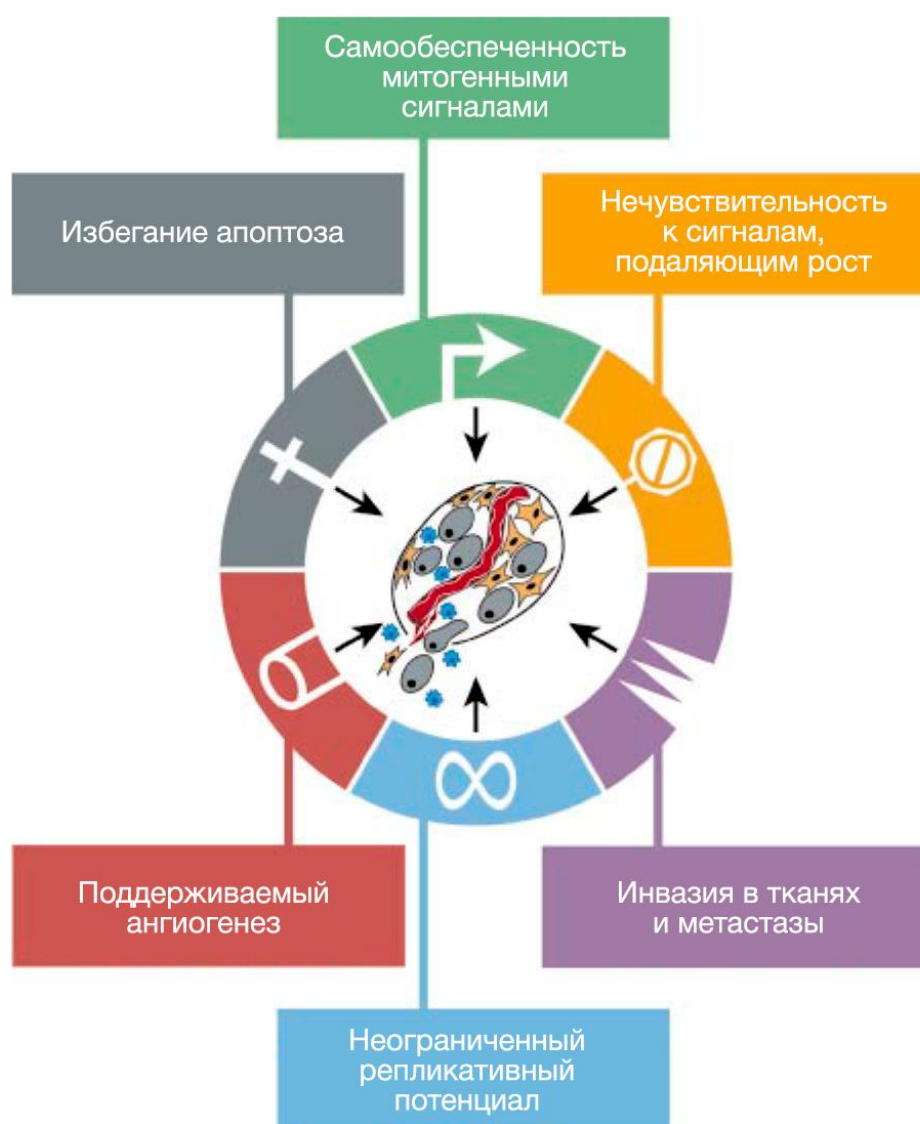 Самообеспеченность
митогенными
сигналами
Избегание апоптоза
Нечувствительность
к сигналам,
подаляющим рост
Поддерживаемый
ангиогенез
Инвазия в тканях
и метастазы
Неограниченный
репликативный
потенциал